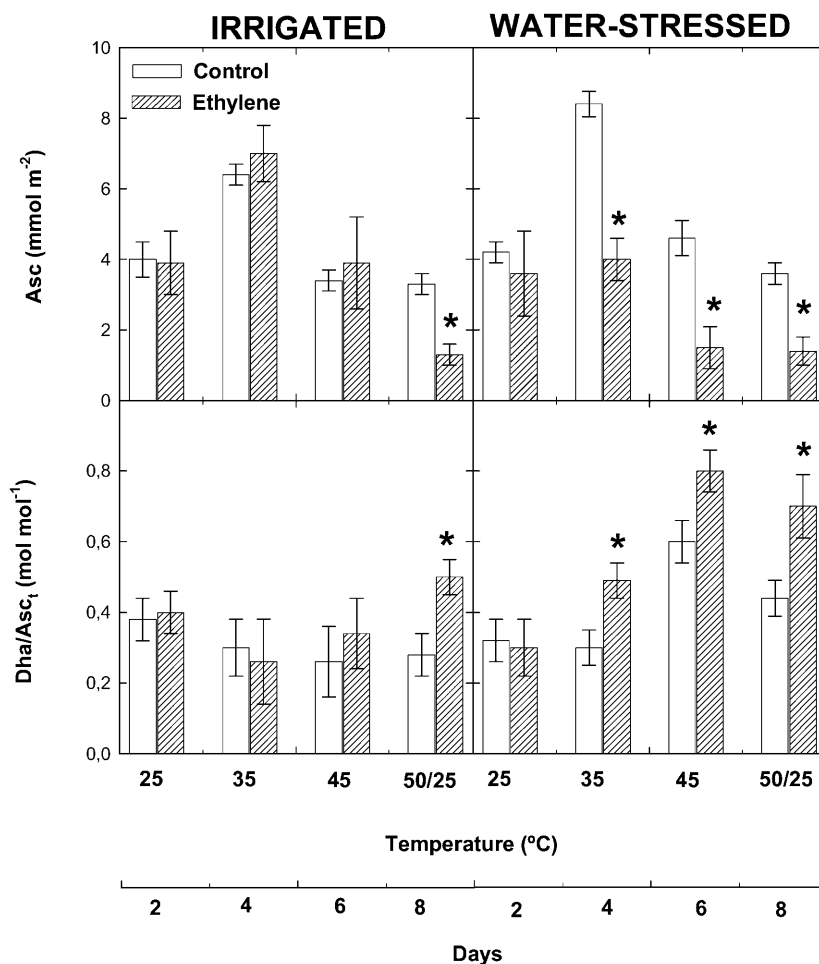 IRRIGATED WATER-STRESSED
Control
Ethylene
Asc (mmol m-2)
10
8
6
4
2
0
* * * *
Dha/Asct (mol mol-1)
0,8
0,6
0,4
0,2
0,0
* * * *
25 35 45 50/25 25 35 45 50/25
Temperature (ºC)
2 4 6 8 2 4 6 8
Days